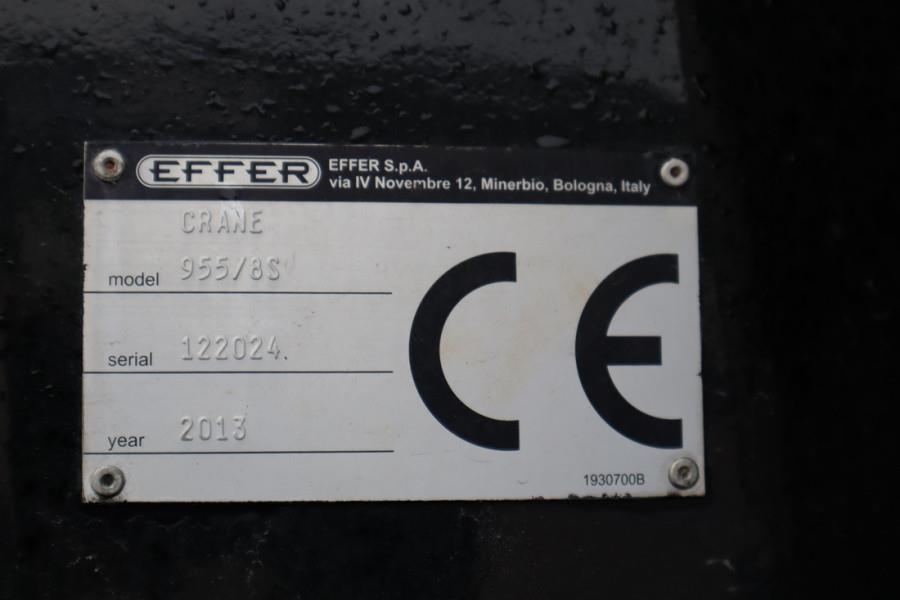 EFFER
EFFER S.p.A.
via IV Novembre 12, Minerbio, Bologna, Italy
CRANE
model 955/8S
serial 122024
year 2013
CE
1930700B